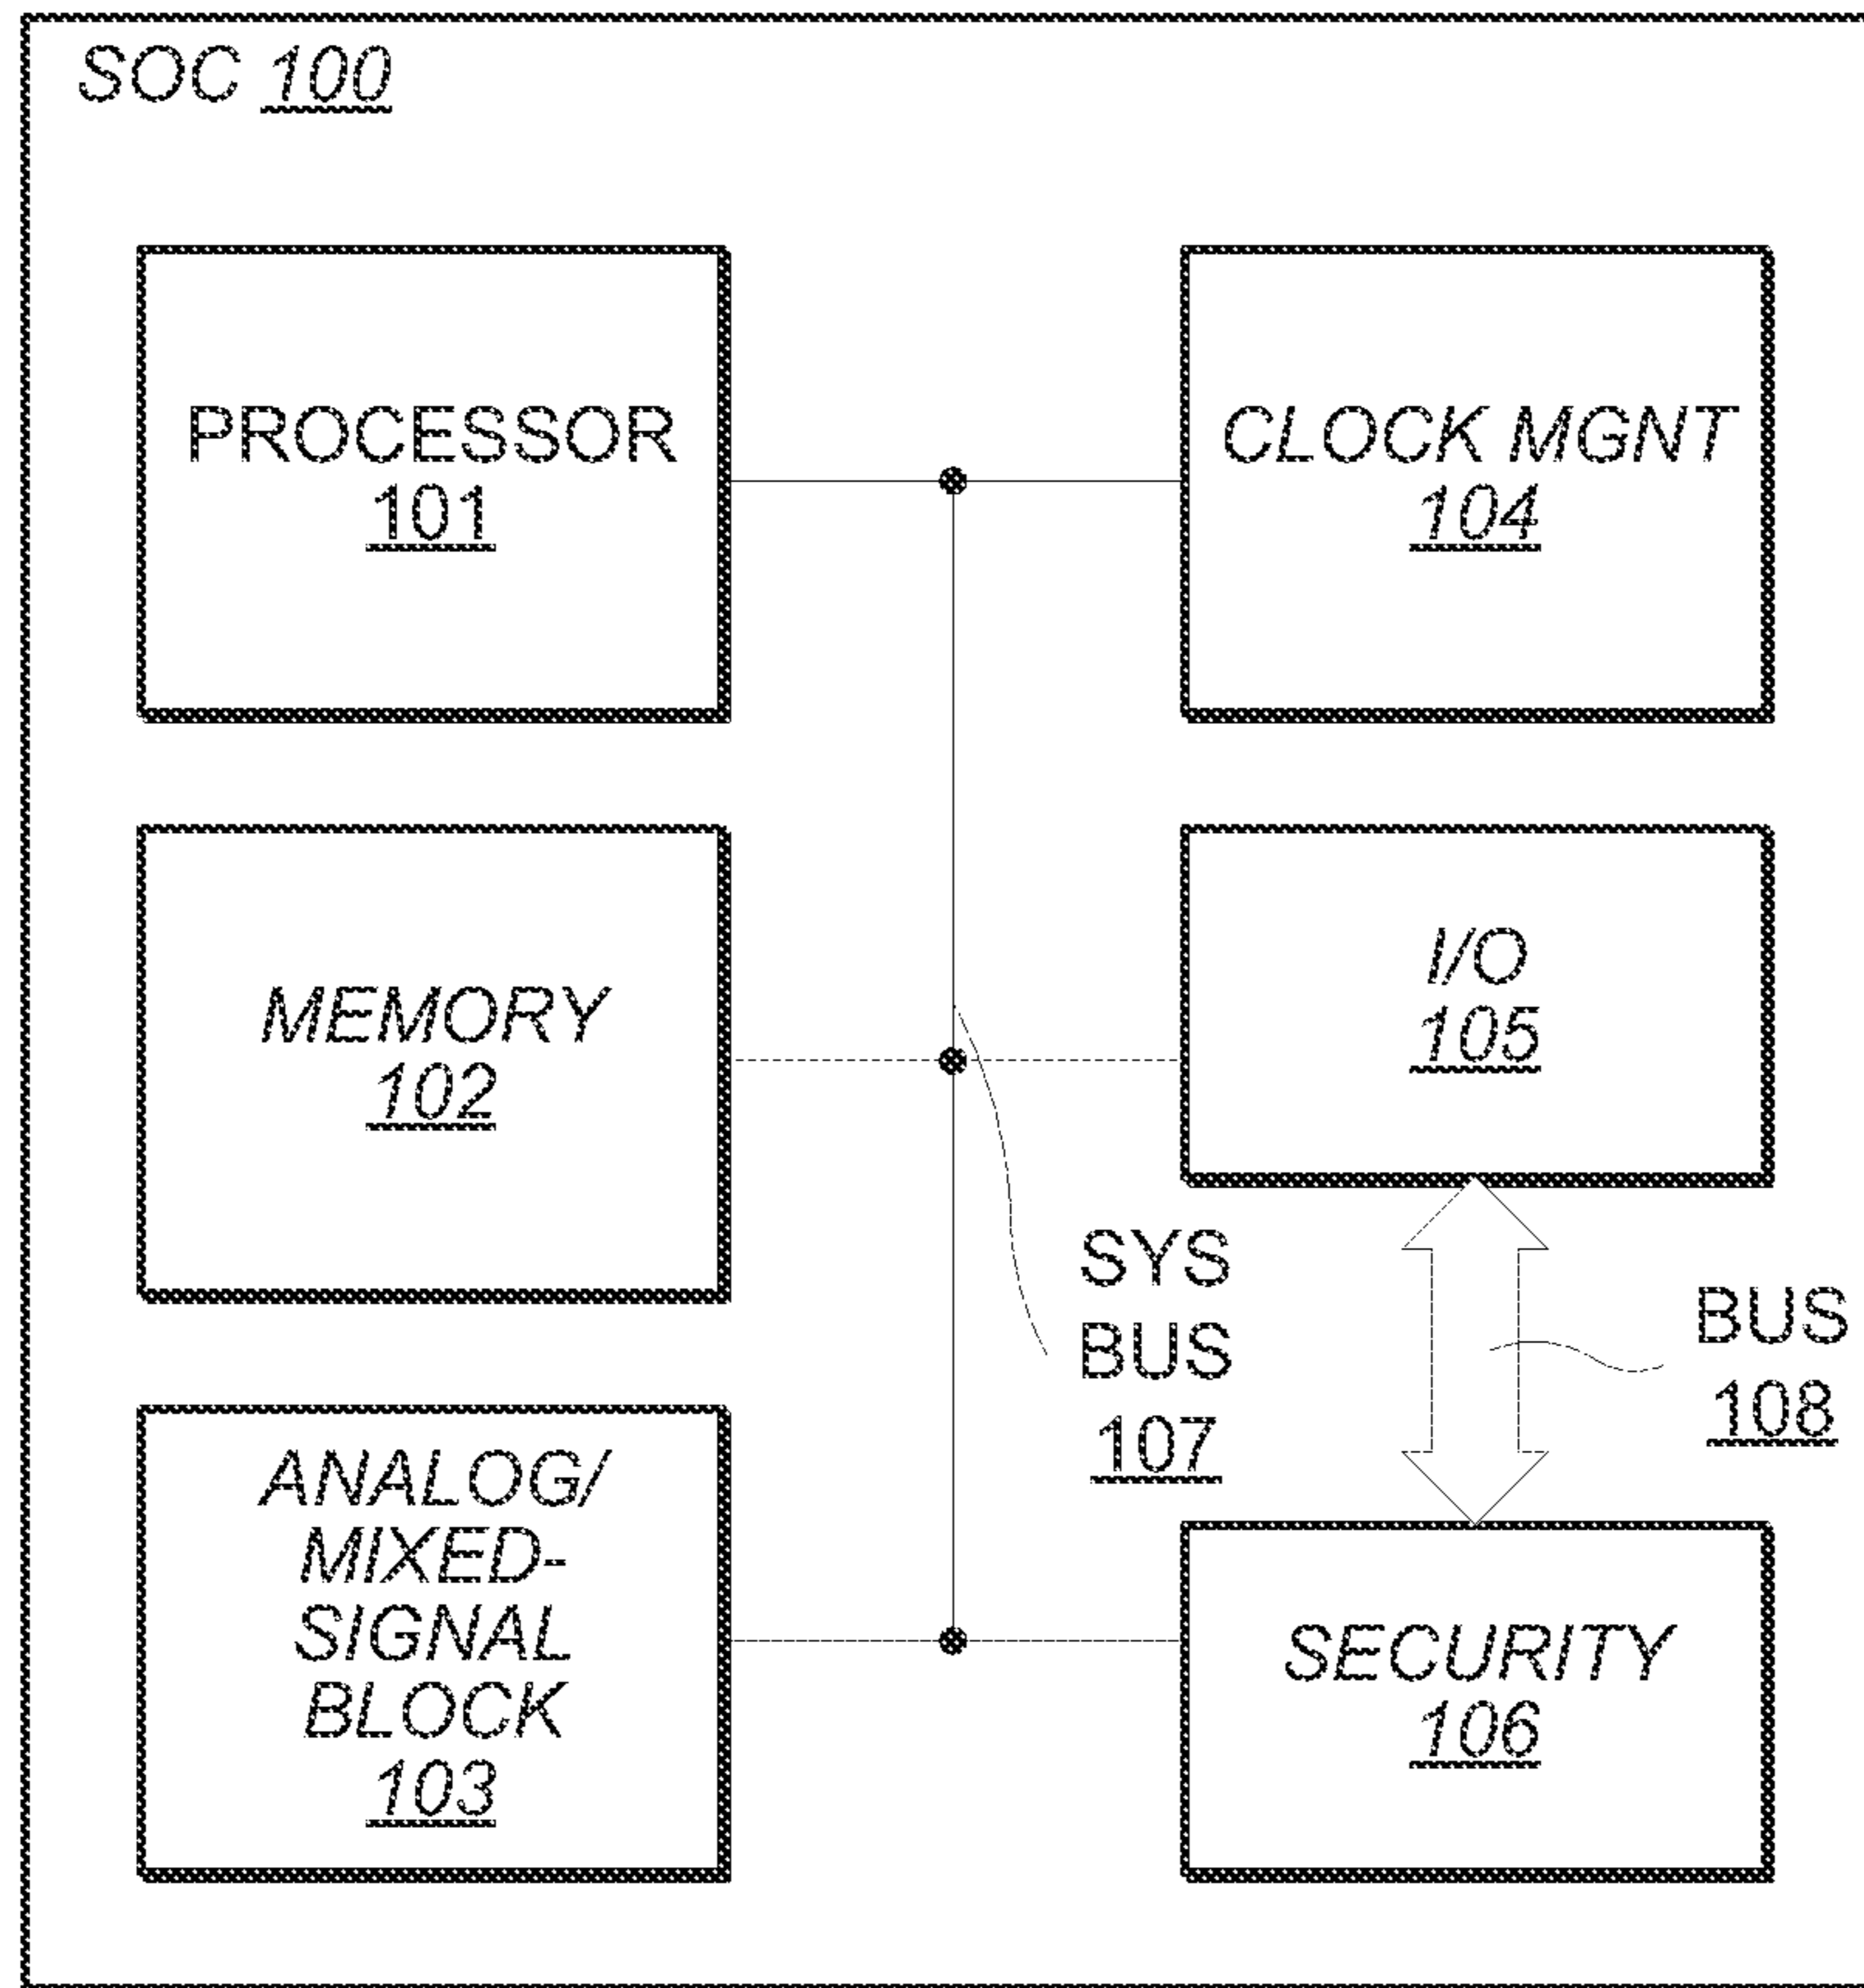 SOC 100
PROCESSOR
101
CLOCK MGNT
104
MEMORY
102
I/O
105
SYS
BUS
107
BUS
108
ANALOG/
MIXED-
SIGNAL
BLOCK
103
SECURITY
106